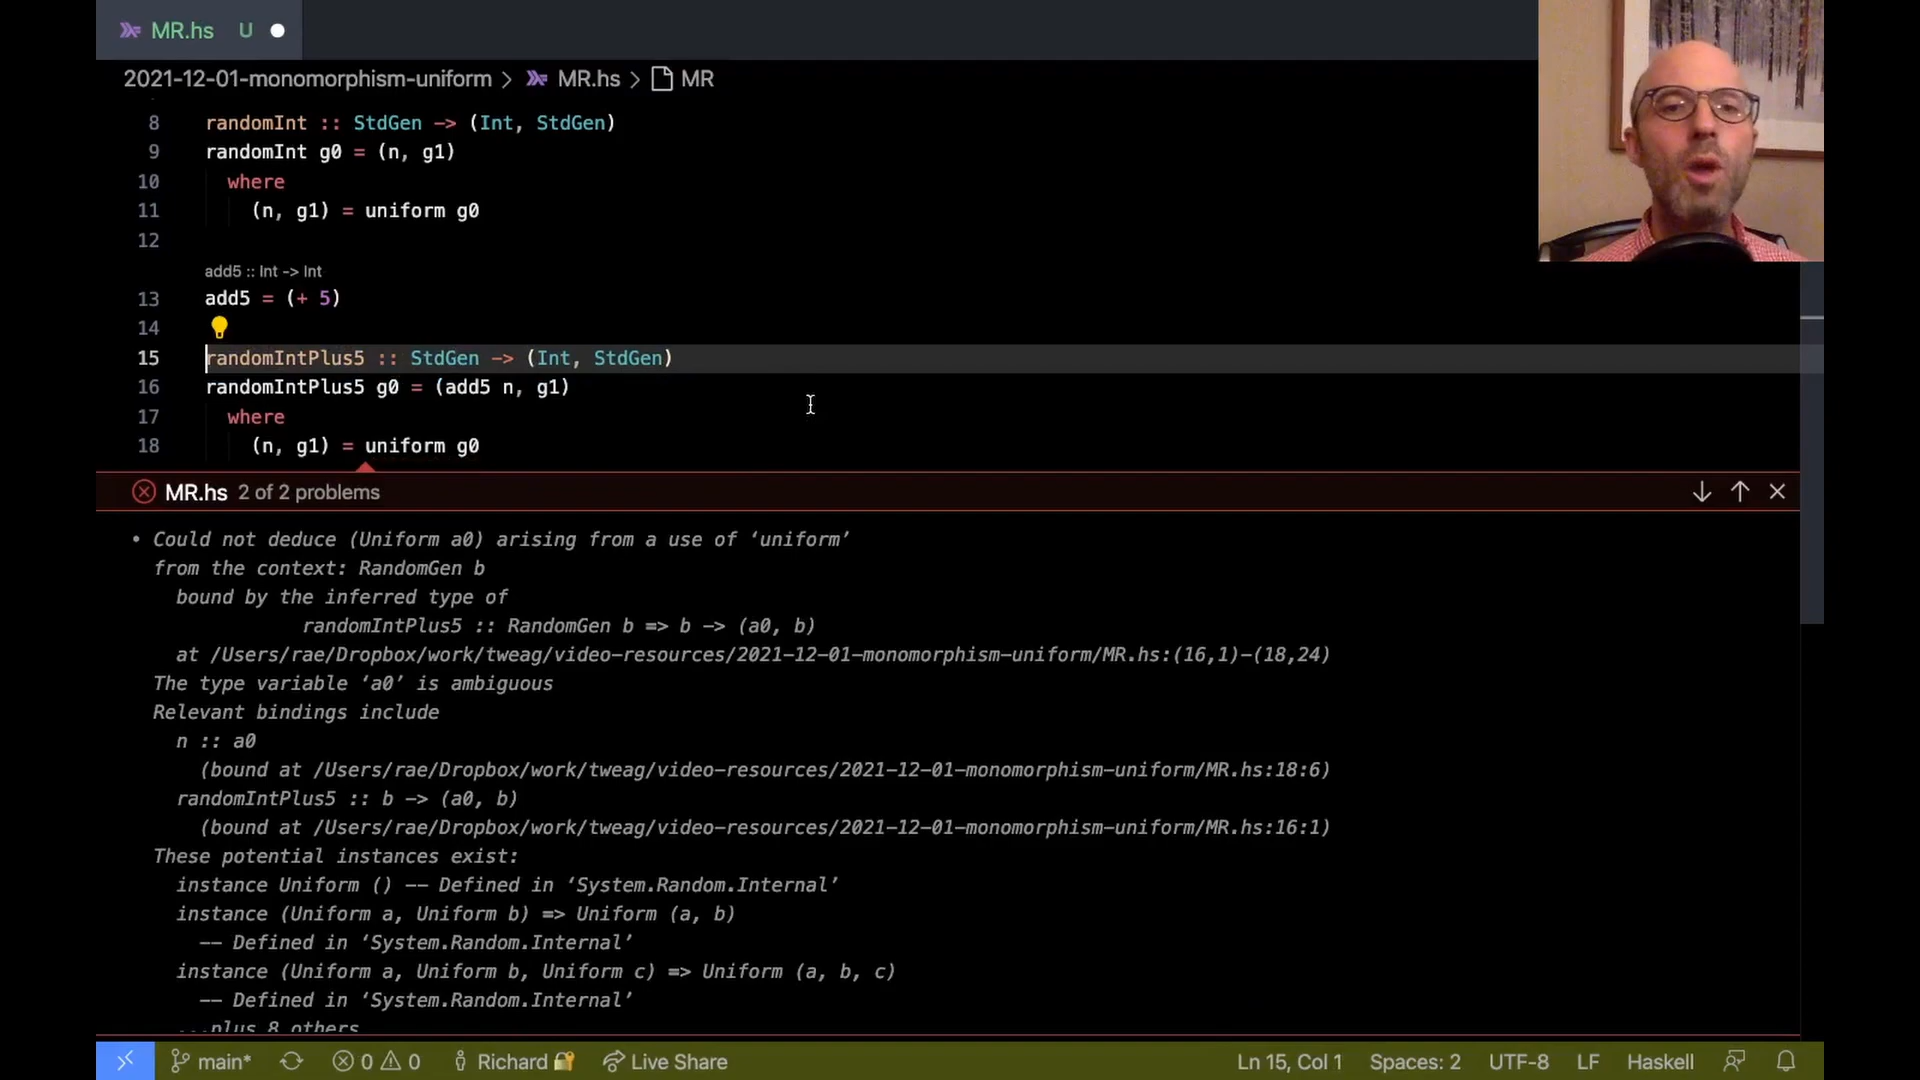 MR.hs U
2021-12-01-monomorphism-uniform > MR.hs > MR
8 randomInt :: StdGen -> (Int, StdGen)
9 randomInt g0 = (n, g1)
10 where
11 (n, g1) = uniform g0
12
add5 :: Int -> Int
13 add5 = (+ 5)
14
15 randomIntPlus5 :: StdGen -> (Int, StdGen)
16 randomIntPlus5 g0 = (add5 n, g1)
17 where
18 (n, g1) = uniform g0
MR.hs 2 of 2 problems
• Could not deduce (Uniform a0) arising from a use of ‘uniform’
from the context: RandomGen b
bound by the inferred type of
randomIntPlus5 :: RandomGen b => b -> (a0, b)
at /Users/rae/Dropbox/work/tweag/video-resources/2021-12-01-monomorphism-uniform/MR.hs:(16,1)-(18,24)
The type variable ‘a0’ is ambiguous
Relevant bindings include
n :: a0
(bound at /Users/rae/Dropbox/work/tweag/video-resources/2021-12-01-monomorphism-uniform/MR.hs:18:6)
randomIntPlus5 :: b -> (a0, b)
(bound at /Users/rae/Dropbox/work/tweag/video-resources/2021-12-01-monomorphism-uniform/MR.hs:16:1)
These potential instances exist:
instance Uniform () -- Defined in ‘System.Random.Internal’
instance (Uniform a, Uniform b) => Uniform (a, b)
-- Defined in ‘System.Random.Internal’
instance (Uniform a, Uniform b, Uniform c) => Uniform (a, b, c)
-- Defined in ‘System.Random.Internal’
...plus 8 others
main* 0 0 Richard Live Share Ln 15, Col 1 Spaces: 2 UTF-8 LF Haskell